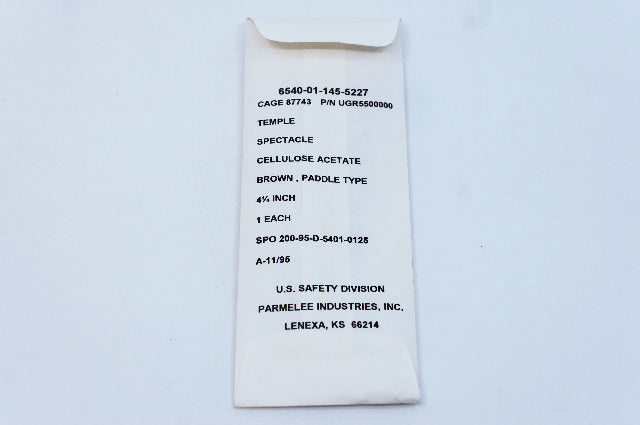 6540-01-145-5227
CAGE 87743 P/N UGR5500000
TEMPLE
SPECTACLE
CELLULOSE ACETATE
BROWN , PADDLE TYPE
4¼ INCH
1 EACH
SPO 200-95-D-5401-0125
A-11/95
U.S. SAFETY DIVISION
PARMELEE INDUSTRIES, INC.
LENEXA, KS 66214